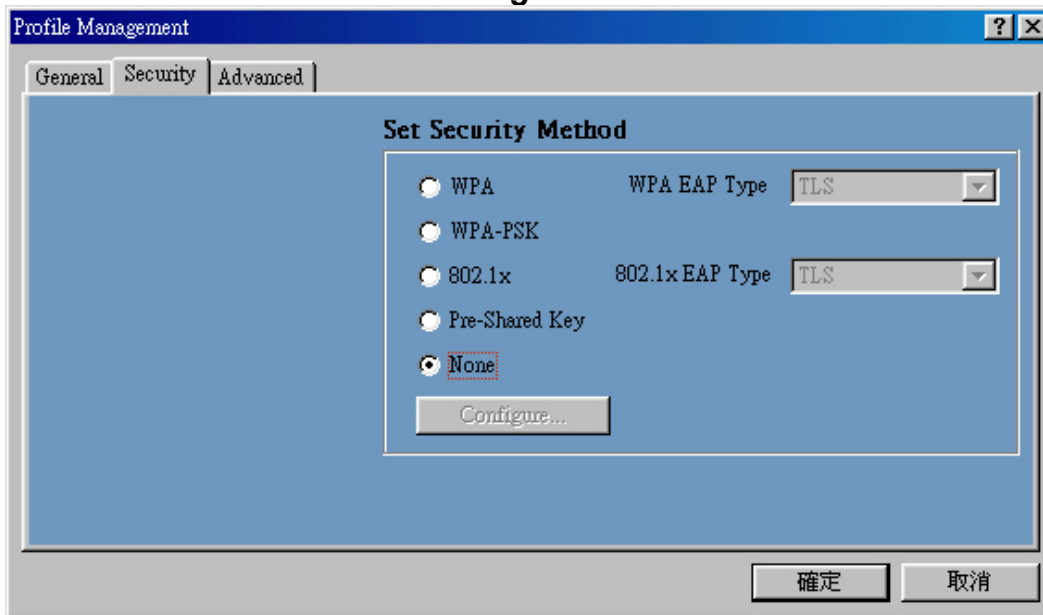 Profile Management
General Security Advanced
Set Security Method
WPA WPA EAP Type TLS
WPA-PSK
802.1x 802.1x EAP Type TLS
Pre-Shared Key
None
Configure...
確定 取消